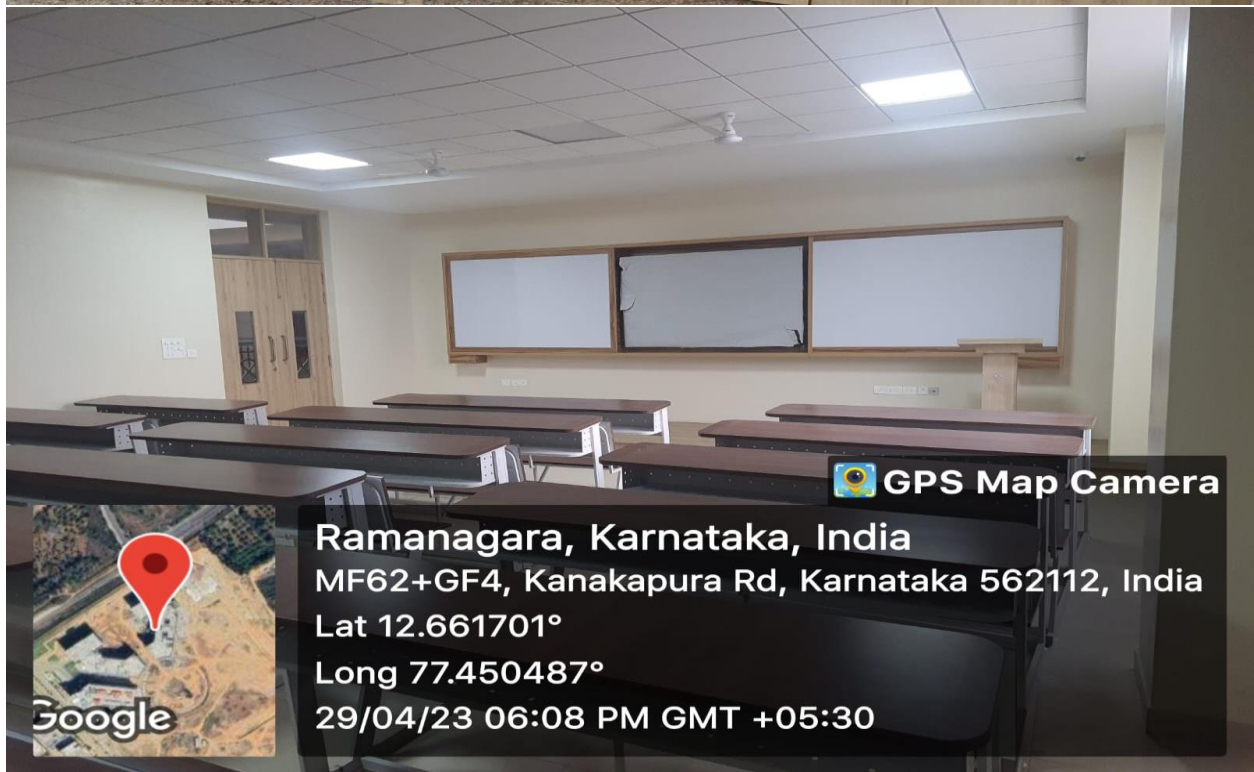 GPS Map Camera
Ramanagara, Karnataka, India
MF62+GF4, Kanakapura Rd, Karnataka 562112, India
Lat 12.661701°
Long 77.450487°
29/04/23 06:08 PM GMT +05:30
Google